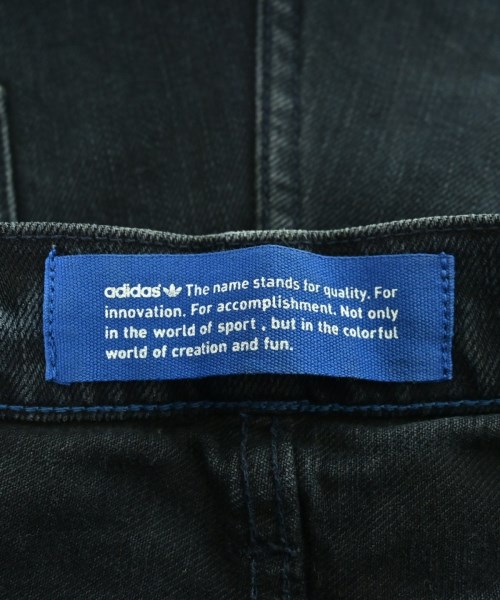 adidas The name stands for quality. For
innovation. For accomplishment. Not only
in the world of sport , but in the colorful
world of creation and fun.